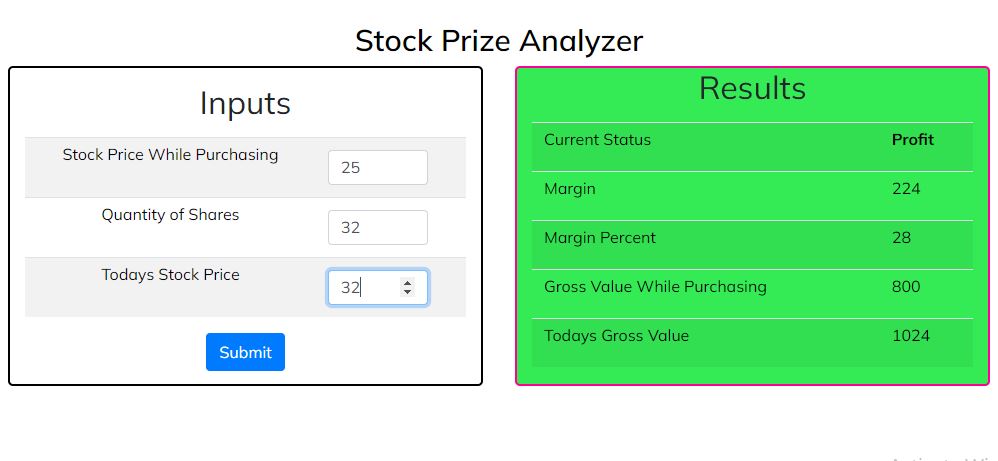 Stock Prize Analyzer
Inputs
Stock Price While Purchasing 25
Quantity of Shares 32
Todays Stock Price 32
Submit
Results
Current Status Profit
Margin 224
Margin Percent 28
Gross Value While Purchasing 800
Todays Gross Value 1024